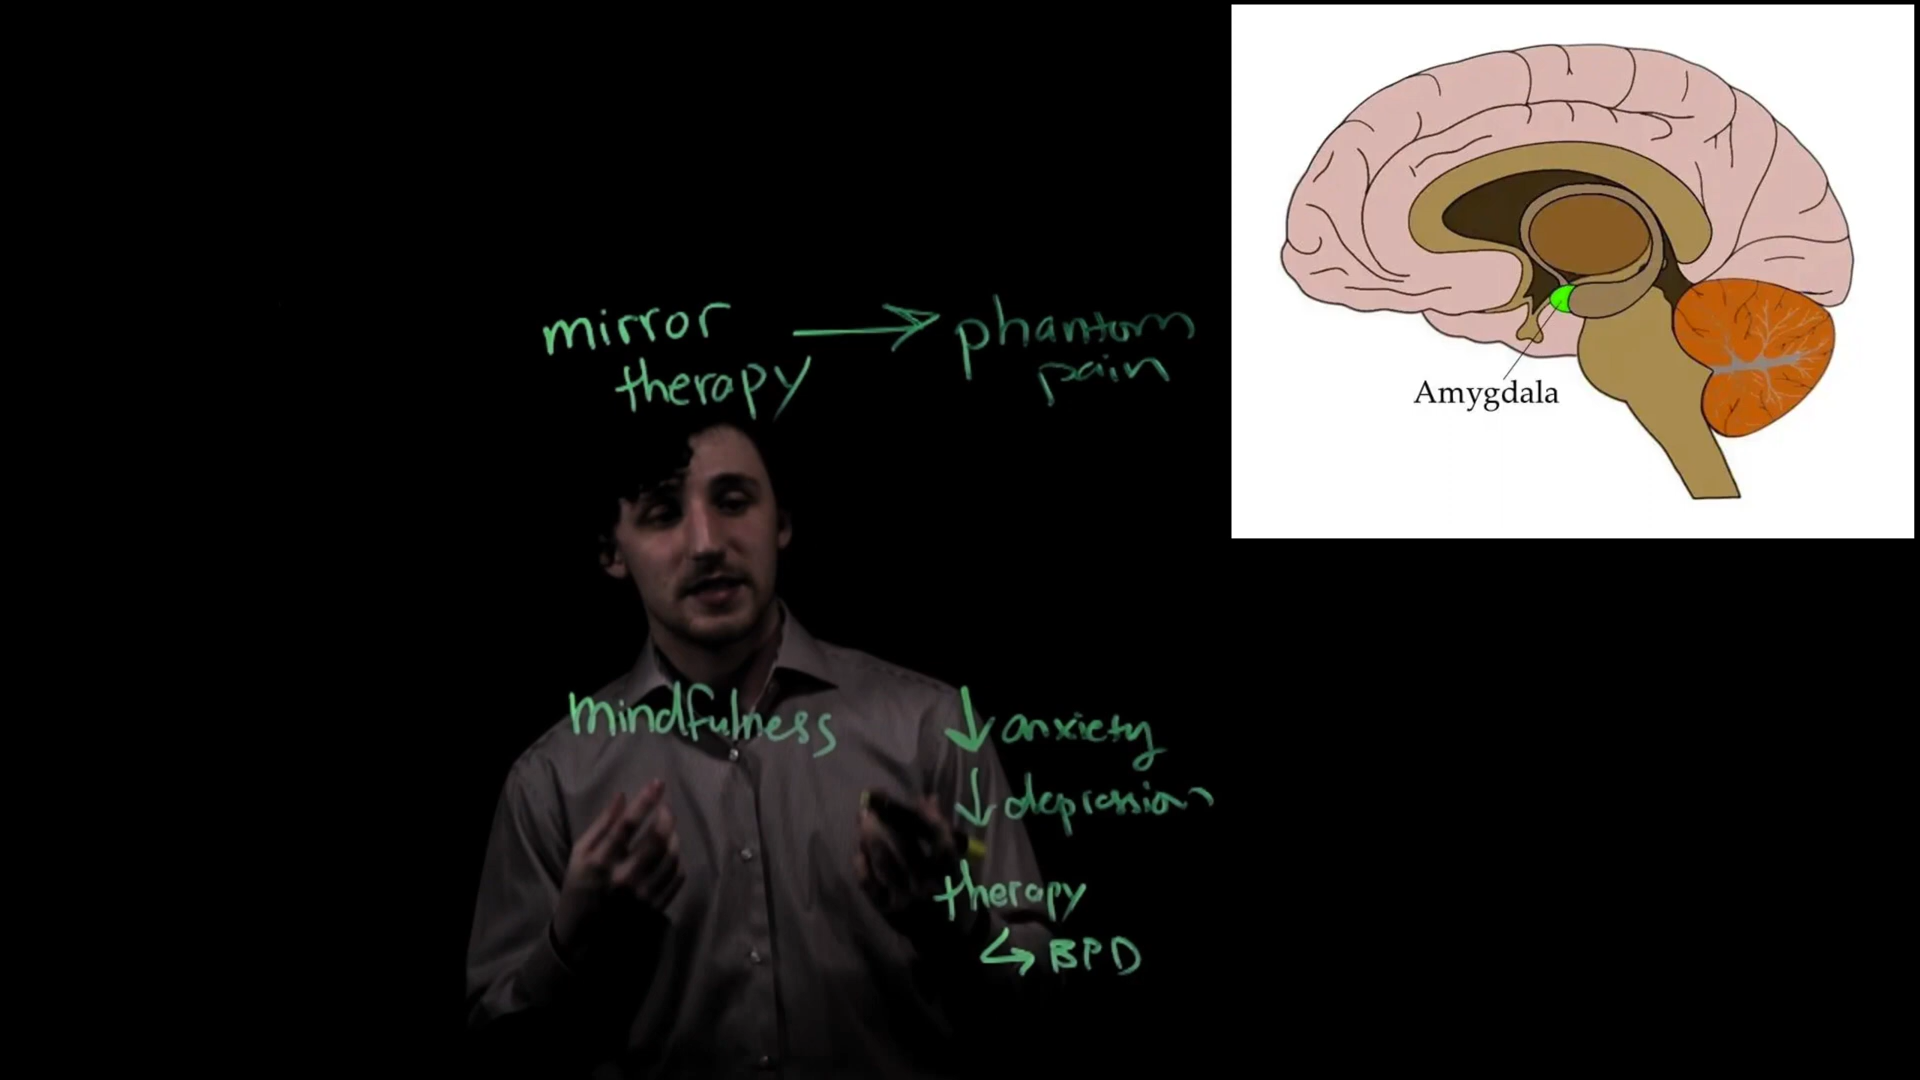 mirror
therapy
phantom
pain
Amygdala
mindfulness
↓ anxiety
↓ depression
therapy
↳ BPD